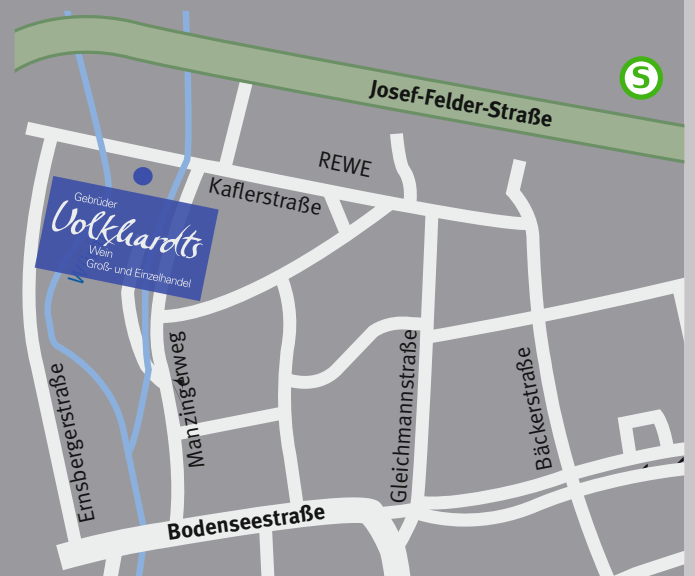 S
Josef-Felder-Straße
REWE
Kaflerstraße
Gebrüder
Volkhardts
Wein
Groß- und Einzelhandel
Manzingerweg
Gleichmannstraße
Bäckerstraße
Ernsbergerstraße
Bodenseestraße